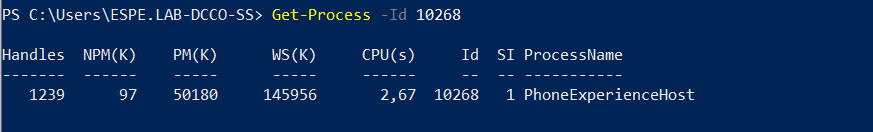 PS C:\Users\ESPE.LAB-DCCO-SS> Get-Process -Id 10268
Handles  NPM(K)    PM(K)      WS(K)     CPU(s)     Id  SI ProcessName
-------  ------    -----      -----     ------     --  -- -----------
   1239      97    50180     145956       2,67  10268   1 PhoneExperienceHost